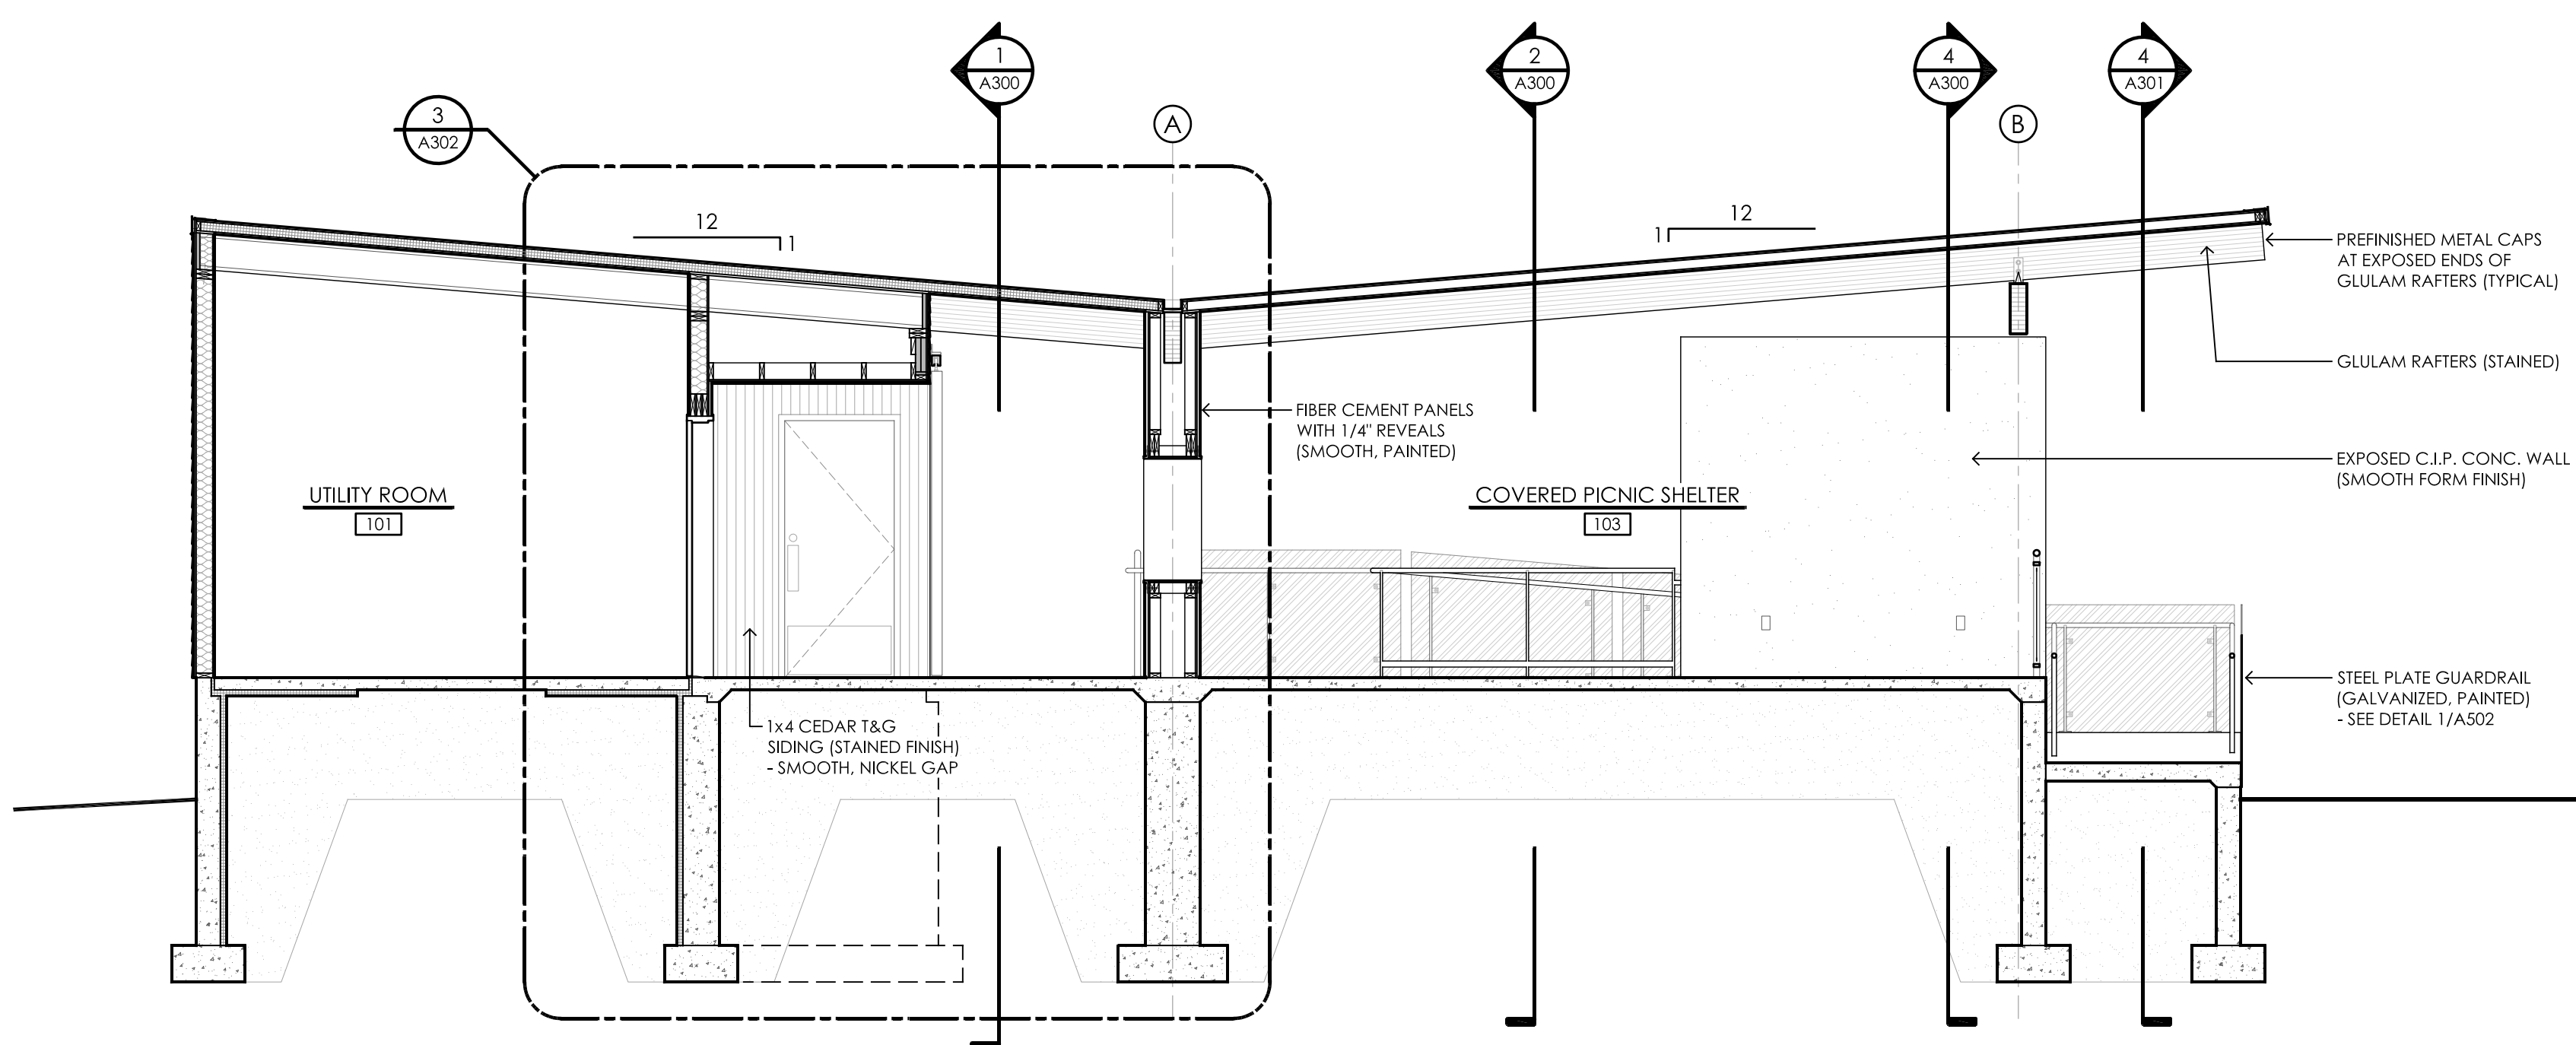 1
A300
2
A300
4
A300
4
A301
3
A302
A
B
12
1
12
1
PREFINISHED METAL CAPS
AT EXPOSED ENDS OF
GLULAM RAFTERS (TYPICAL)
GLULAM RAFTERS (STAINED)
FIBER CEMENT PANELS
WITH 1/4" REVEALS
(SMOOTH, PAINTED)
EXPOSED C.I.P. CONC. WALL
(SMOOTH FORM FINISH)
UTILITY ROOM
101
COVERED PICNIC SHELTER
103
STEEL PLATE GUARDRAIL
(GALVANIZED, PAINTED)
- SEE DETAIL 1/A502
1x4 CEDAR T&G
SIDING (STAINED FINISH)
- SMOOTH, NICKEL GAP